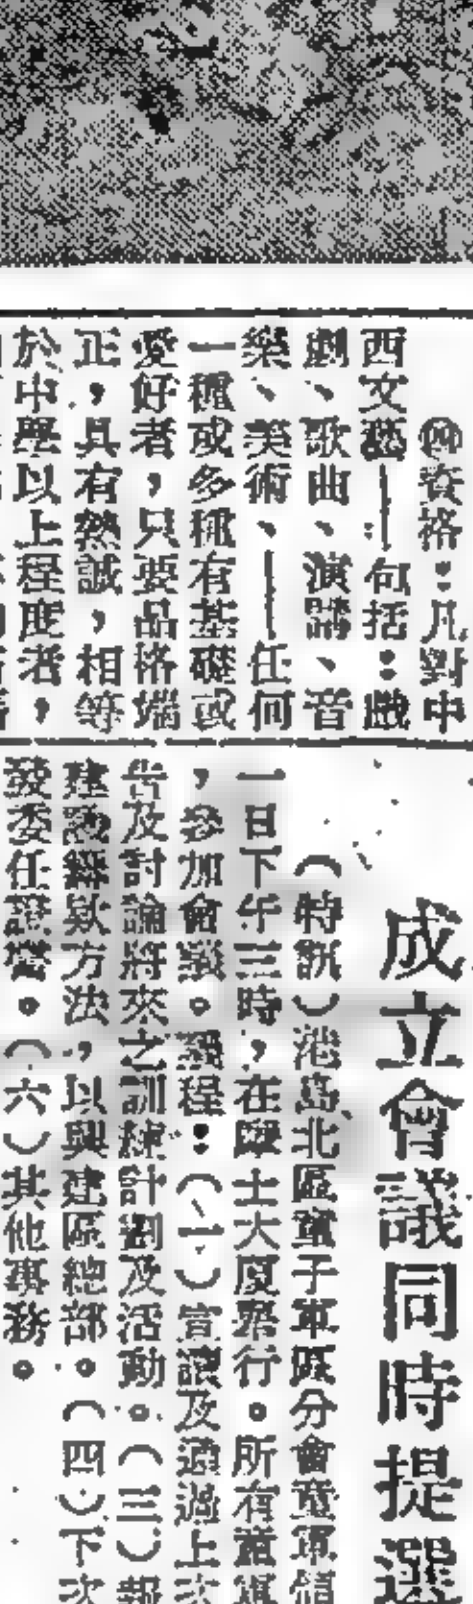 ㈣資格：凡對中
西文藝——包括：戲
劇、歌曲、演講、音
樂、美術、——任何
一種或多種有基礎或
愛好者，只要品格端
正，具有熱誠，相等
於中學以上程度者，
成立會議同時提選
（特訊）港島北區童子軍區分會童軍領
一日下午三時，在摩士大厦舉行。所有童軍
，參加會議。議程：（一）宣讀及通過上次
告及討論將來之訓練計劃及活動。（三）報
建 籌欵方法，以興建區總部。（四）下次
發委任證書。（六）其他事務。